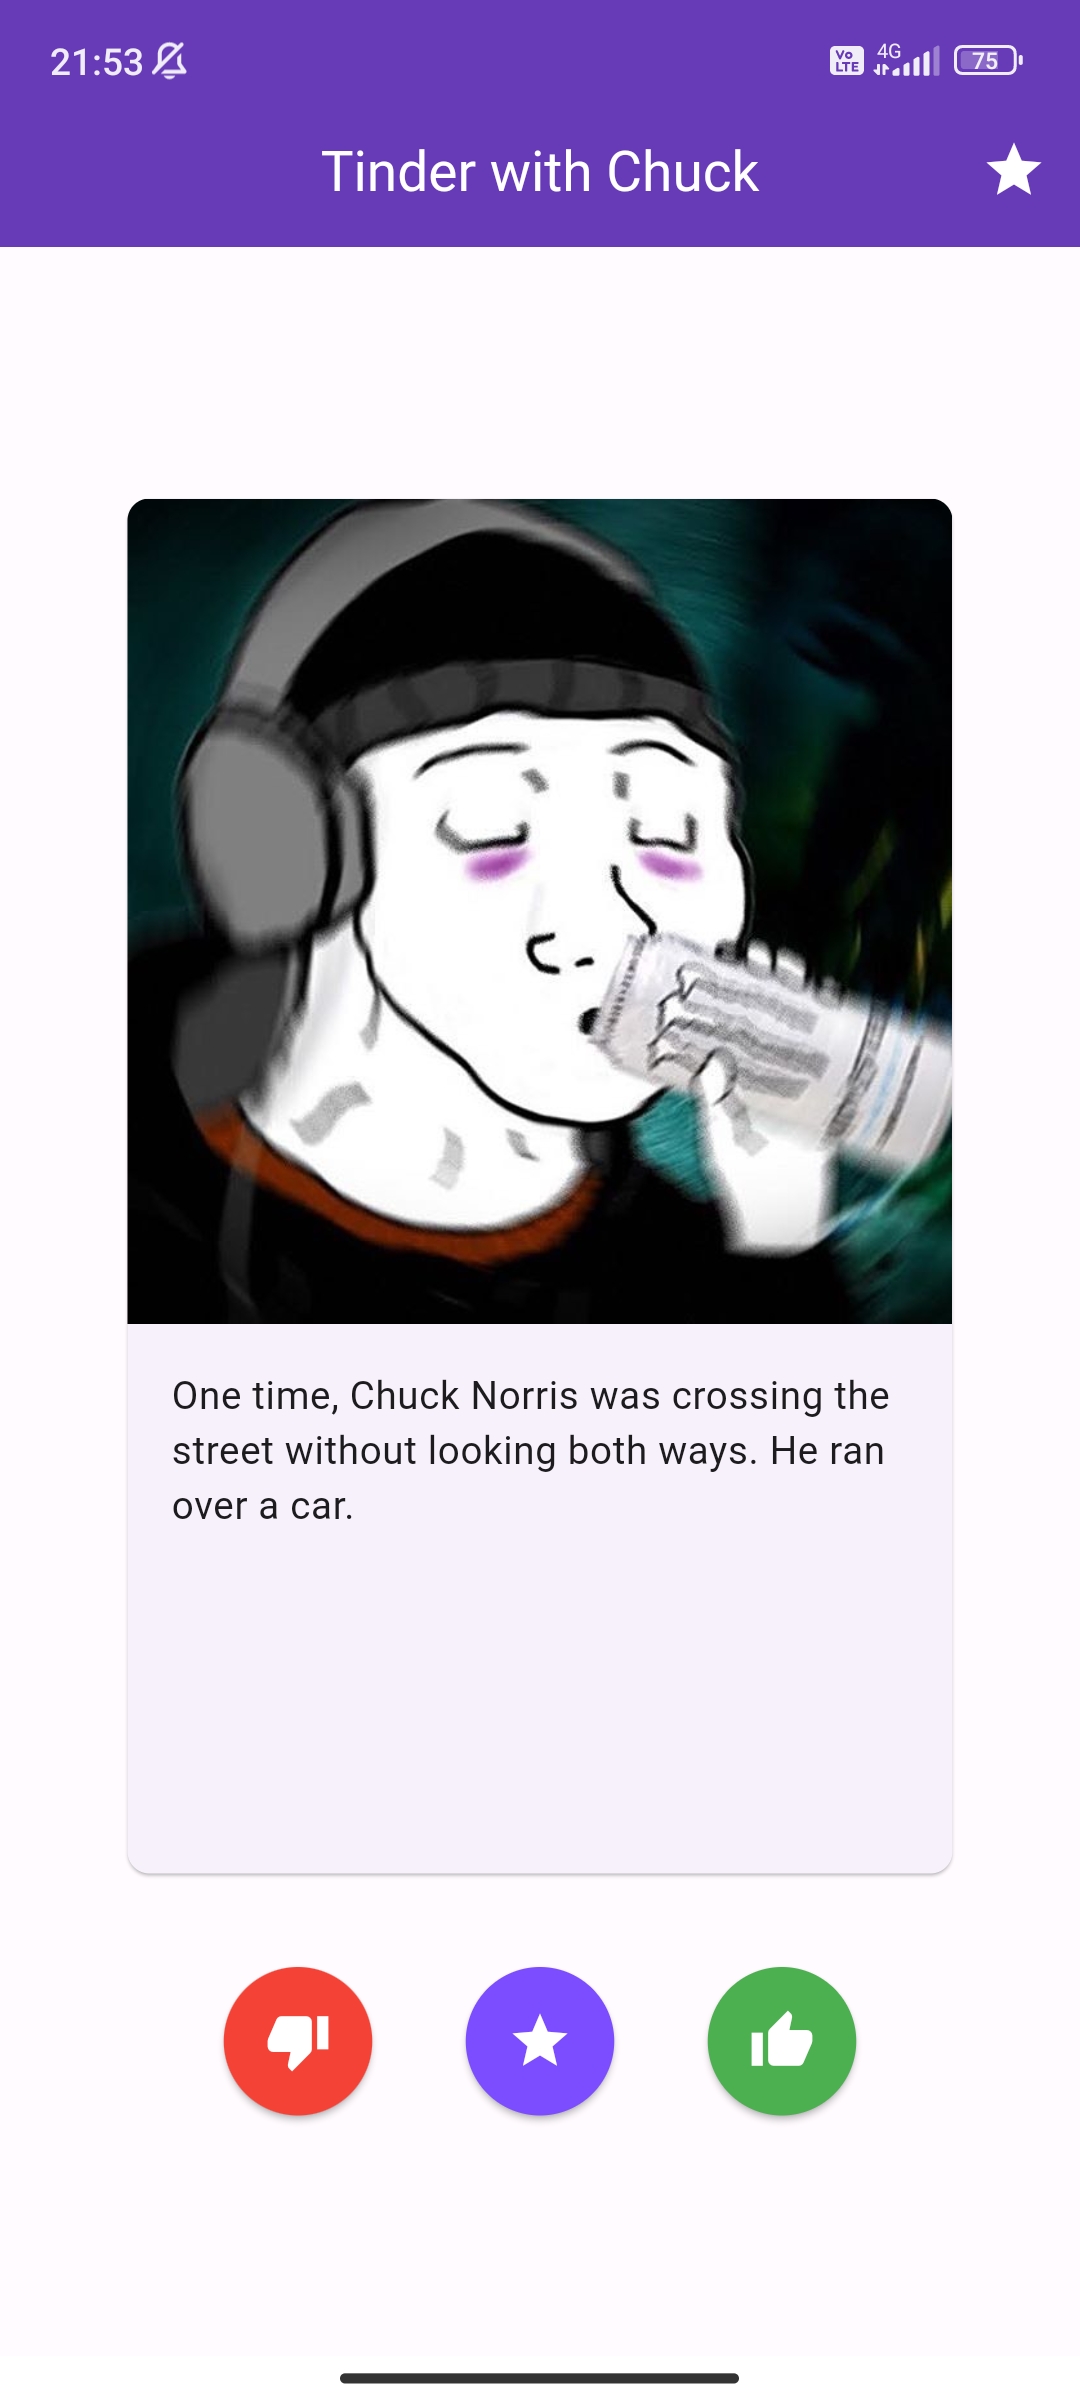 21:53
Vo LTE 4G 75
Tinder with Chuck
One time, Chuck Norris was crossing the
street without looking both ways. He ran
over a car.